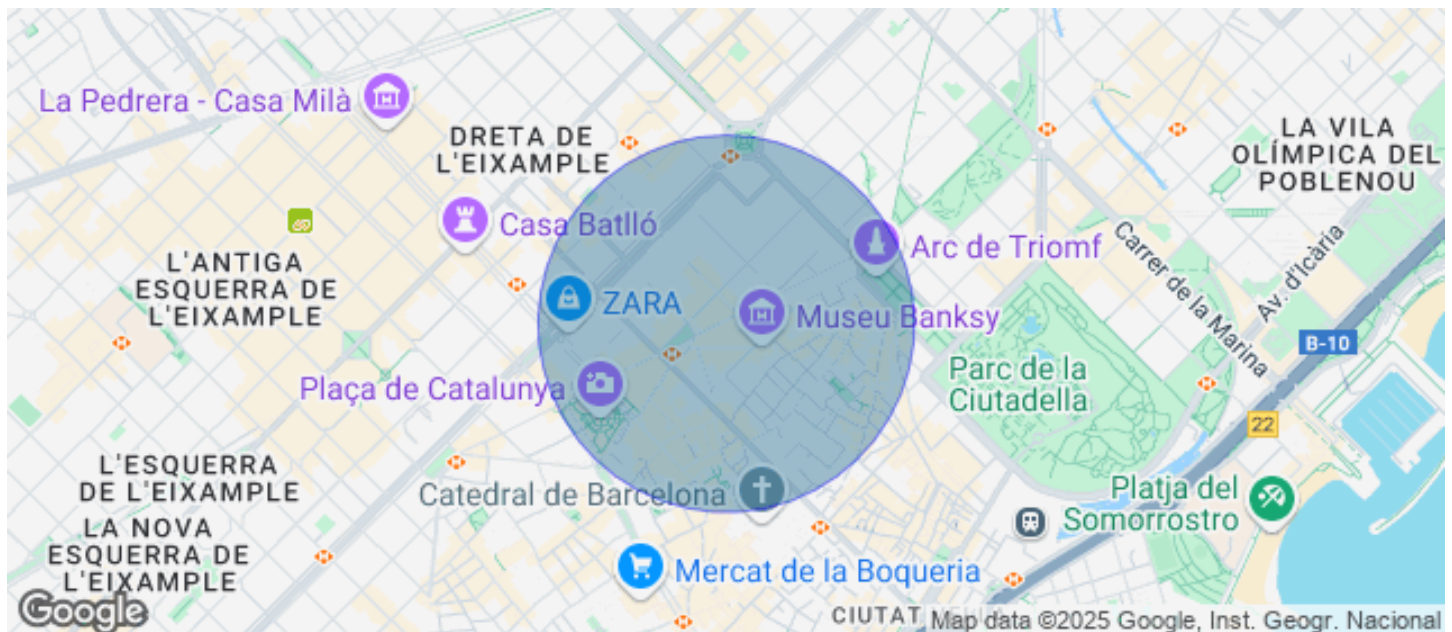 La Pedrera - Casa Milà
DRETA DE
L'EIXAMPLE
LA VILA
OLÍMPICA DEL
POBLENOU
Casa Batlló
Arc de Triomf
Carrer de la Marina
Av. d'Icària
L'ANTIGA
ESQUERRA DE
L'EIXAMPLE
ZARA
Museu Banksy
B-10
Plaça de Catalunya
Parc de la
Ciutadella
22
L'ESQUERRA
DE L'EIXAMPLE
Catedral de Barcelona
Platja del
Somorrostro
LA NOVA
ESQUERRA DE
L'EIXAMPLE
Mercat de la Boqueria
Google
CIUTAT
Map data ©2025 Google, Inst. Geogr. Nacional